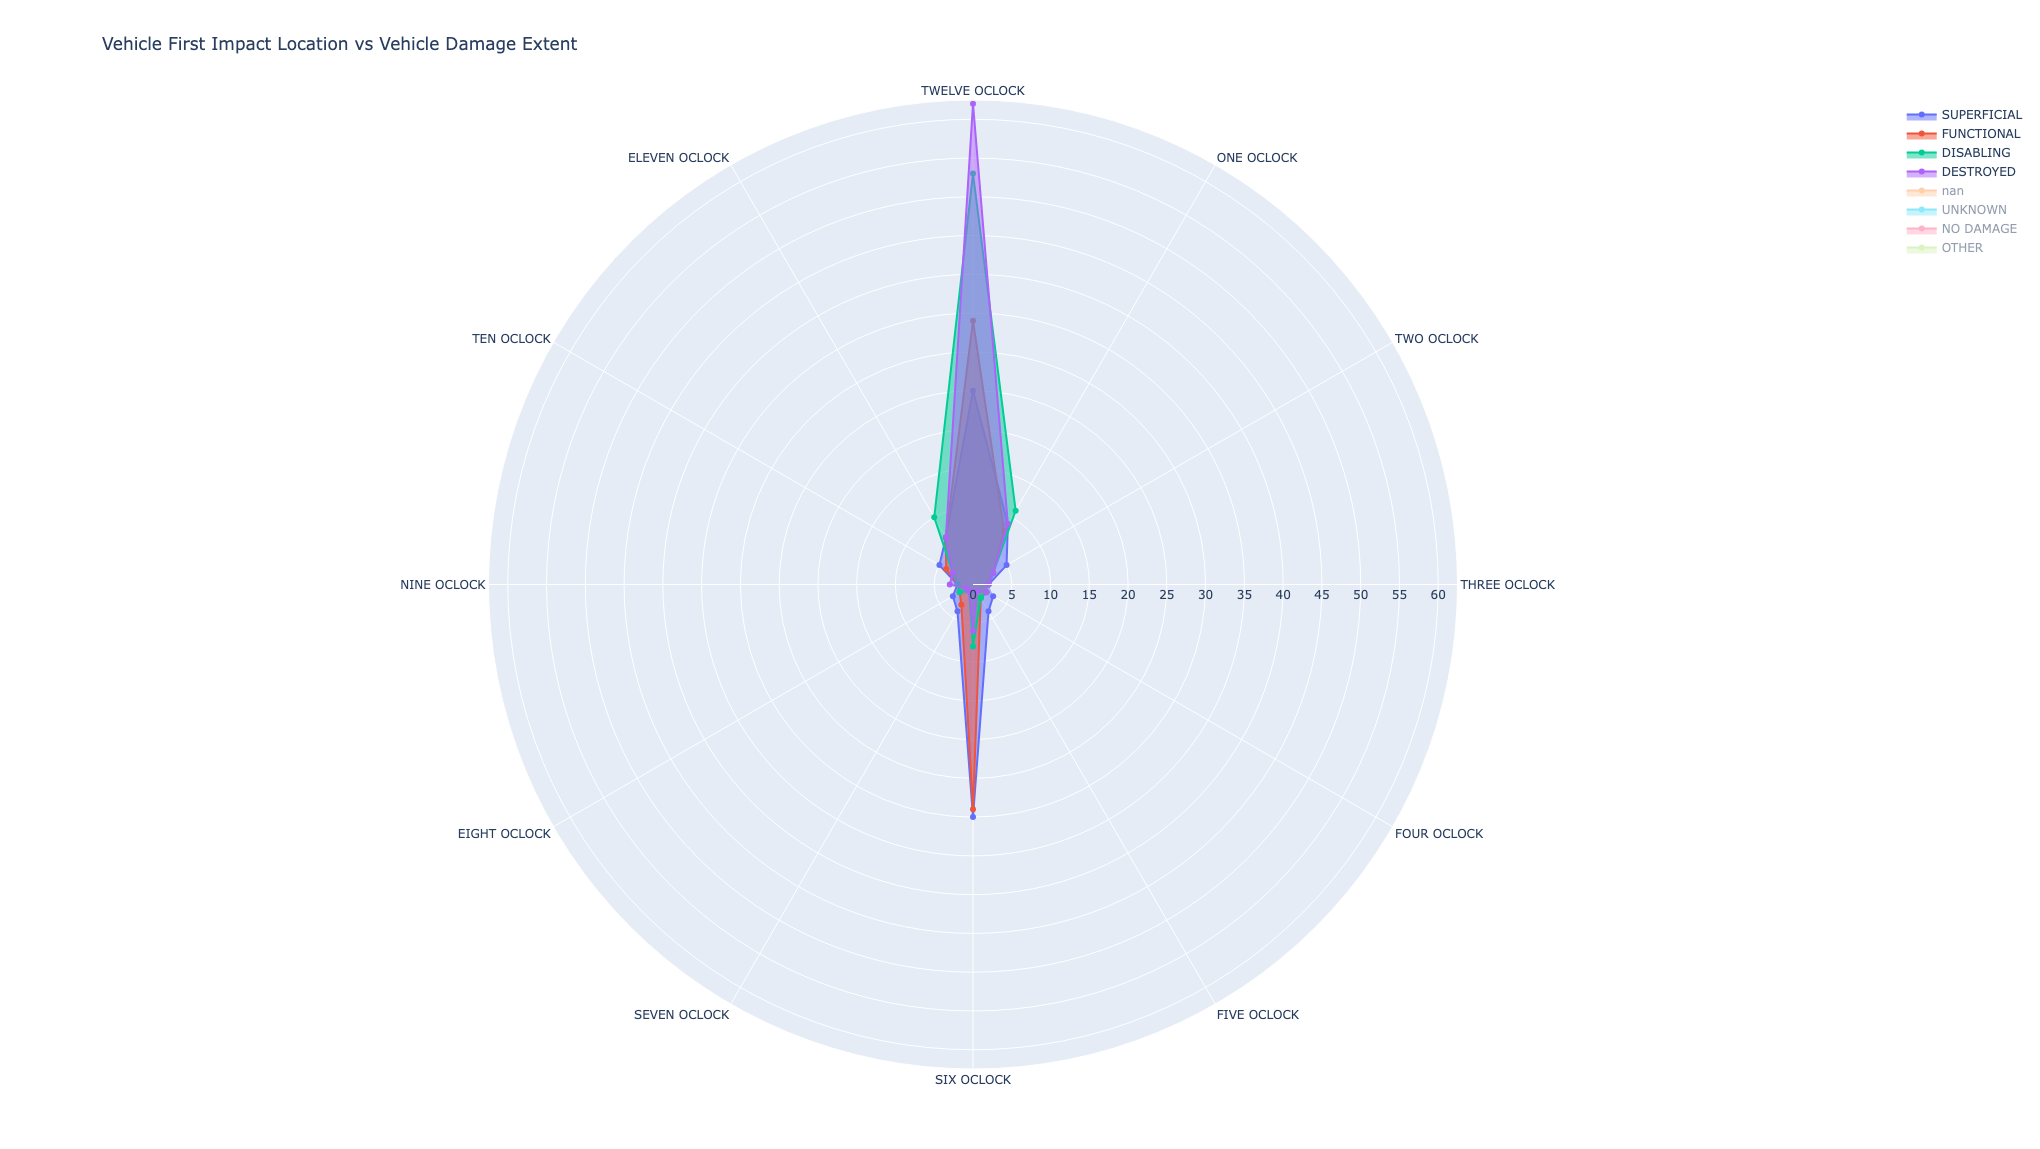 Vehicle First Impact Location vs Vehicle Damage Extent
TWELVE OCLOCK
SUPERFICIAL
FUNCTIONAL
DISABLING
DESTROYED
nan
UNKNOWN
NO DAMAGE
OTHER
ELEVEN OCLOCK
ONE OCLOCK
TEN OCLOCK
TWO OCLOCK
NINE OCLOCK
THREE OCLOCK
0 5 10 15 20 25 30 35 40 45 50 55 60
EIGHT OCLOCK
FOUR OCLOCK
SEVEN OCLOCK
FIVE OCLOCK
SIX OCLOCK